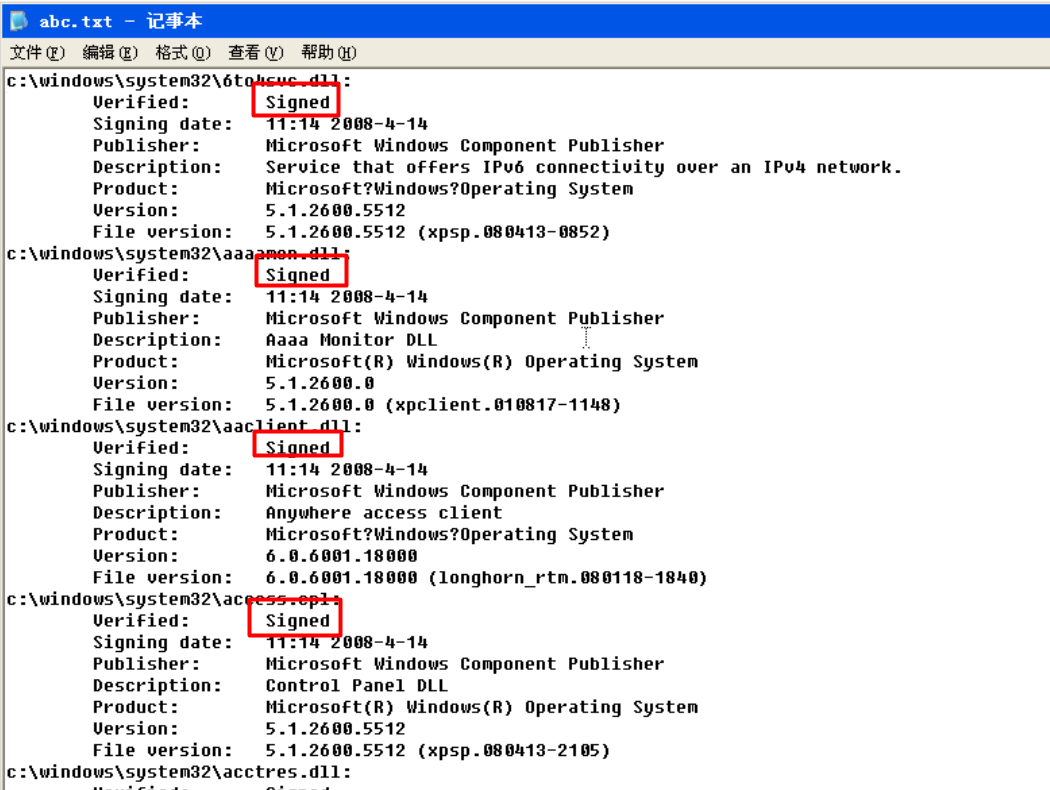 abc.txt - 记事本
文件(F) 编辑(E) 格式(O) 查看(V) 帮助(H)
c:\windows\system32\6to4svc.dll:
Verified: Signed
Signing date: 11:14 2008-4-14
Publisher: Microsoft Windows Component Publisher
Description: Service that offers IPv6 connectivity over an IPv4 network.
Product: Microsoft?Windows?Operating System
Version: 5.1.2600.5512
File version: 5.1.2600.5512 (xpsp.080413-0852)
c:\windows\system32\aaaamon.dll:
Verified: Signed
Signing date: 11:14 2008-4-14
Publisher: Microsoft Windows Component Publisher
Description: Aaaa Monitor DLL
Product: Microsoft(R) Windows(R) Operating System
Version: 5.1.2600.0
File version: 5.1.2600.0 (xpclient.010817-1148)
c:\windows\system32\aaclient.dll:
Verified: Signed
Signing date: 11:14 2008-4-14
Publisher: Microsoft Windows Component Publisher
Description: Anywhere access client
Product: Microsoft?Windows?Operating System
Version: 6.0.6001.18000
File version: 6.0.6001.18000 (longhorn_rtm.080118-1840)
c:\windows\system32\access.cpl:
Verified: Signed
Signing date: 11:14 2008-4-14
Publisher: Microsoft Windows Component Publisher
Description: Control Panel DLL
Product: Microsoft(R) Windows(R) Operating System
Version: 5.1.2600.5512
File version: 5.1.2600.5512 (xpsp.080413-2105)
c:\windows\system32\acctres.dll:
Verified: Signed